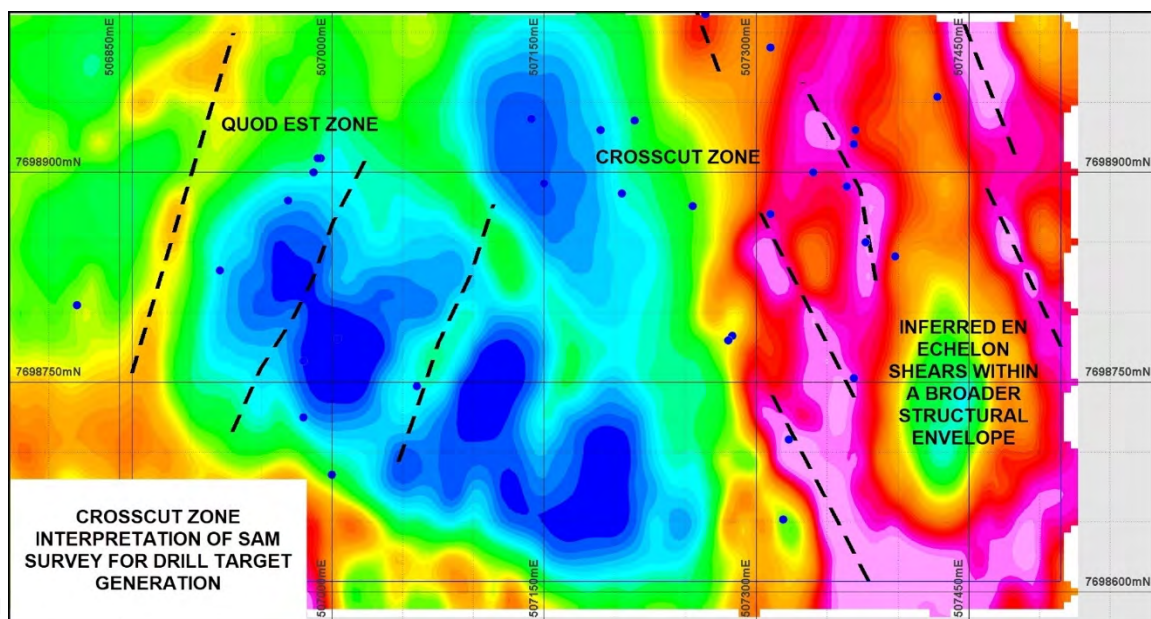 506850mE
507000mE
507150mE
507300mE
507450mE
QUOD EST ZONE
CROSSCUT ZONE
7698900mN
7698900mN
INFERRED EN
ECHELON
SHEARS WITHIN
A BROADER
STRUCTURAL
ENVELOPE
7698750mN
7698750mN
CROSSCUT ZONE
INTERPRETATION OF SAM
SURVEY FOR DRILL TARGET
GENERATION
507000mE
507150mE
507300mE
507450mE
7698600mN